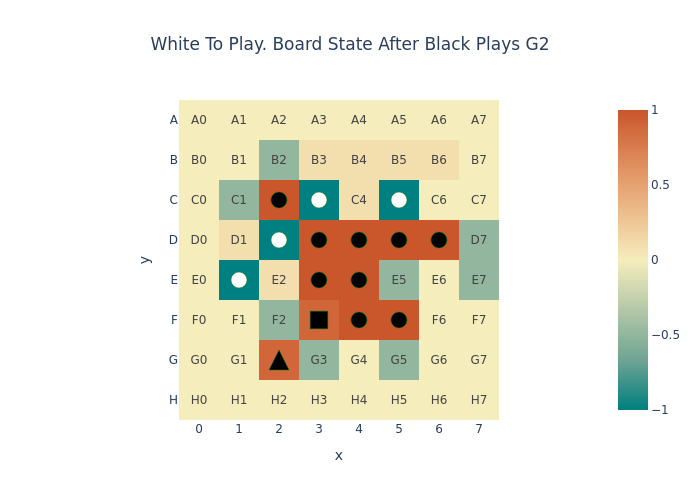 White To Play. Board State After Black Plays G2
A A0 A1 A2 A3 A4 A5 A6 A7
B B0 B1 B2 B3 B4 B5 B6 B7
C C0 C1 C4 C6 C7
D D0 D1 D7
E E0 E2 E5 E6 E7
F F0 F1 F2 F6 F7
G G0 G1 G3 G4 G5 G6 G7
H H0 H1 H2 H3 H4 H5 H6 H7
0 1 2 3 4 5 6 7
x
y
1
0.5
0
−0.5
−1